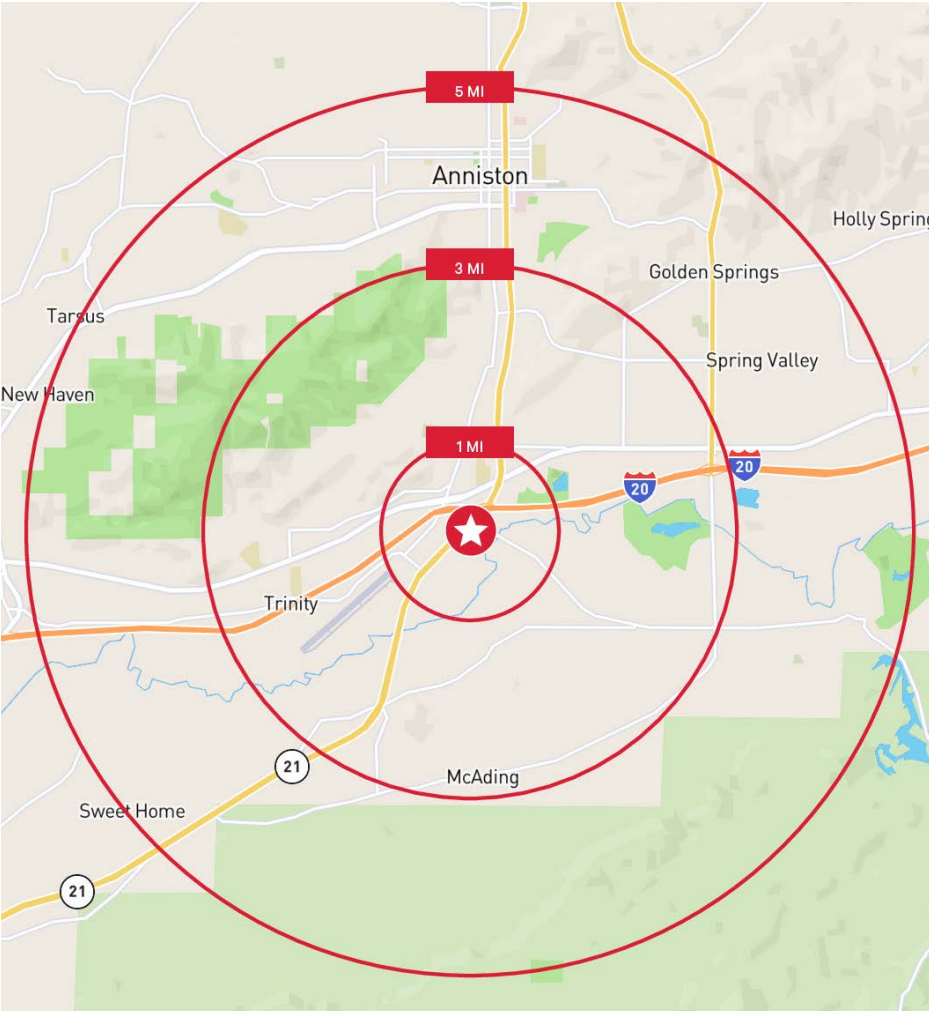 5 MI
Anniston
Holly Spring
3 MI
Golden Springs
Tarsus
Spring Valley
New Haven
1 MI
20
20
Trinity
21
McAding
Sweet Home
21